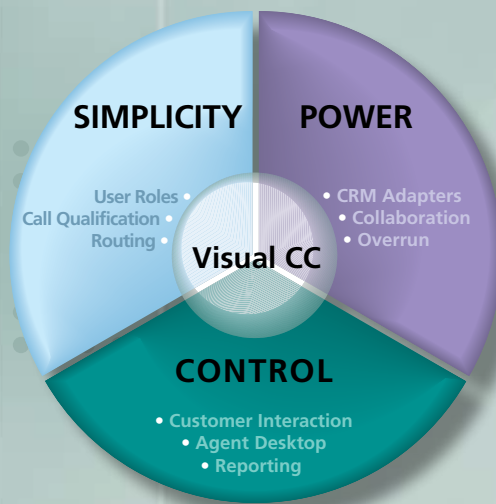 SIMPLICITY
User Roles •
Call Qualification •
Routing •
POWER
• CRM Adapters
• Collaboration
• Overrun
Visual CC
CONTROL
• Customer Interaction
• Agent Desktop
• Reporting